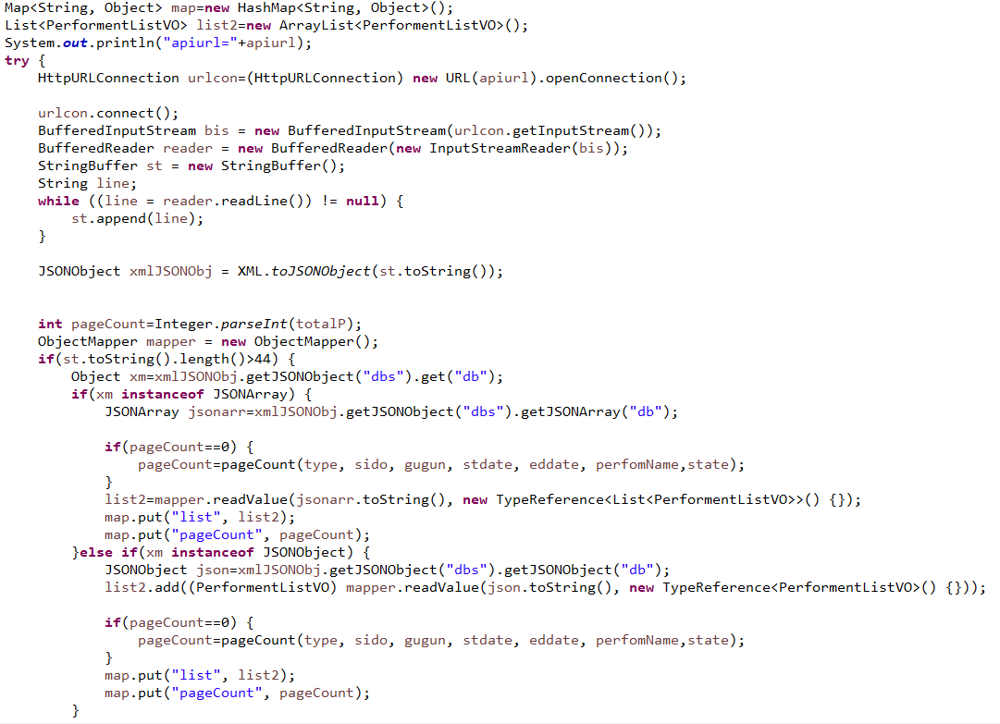 Map<String, Object> map=new HashMap<String, Object>();
List<PerformentListVO> list2=new ArrayList<PerformentListVO>();
System.out.println("apiurl="+apiurl);
try {
    HttpURLConnection urlcon=(HttpURLConnection) new URL(apiurl).openConnection();
    urlcon.connect();
    BufferedInputStream bis = new BufferedInputStream(urlcon.getInputStream());
    BufferedReader reader = new BufferedReader(new InputStreamReader(bis));
    StringBuffer st = new StringBuffer();
    String line;
    while ((line = reader.readLine()) != null) {
        st.append(line);
    }
    JSONObject xmlJSONObj = XML.toJSONObject(st.toString());
    int pageCount=Integer.parseInt(totalP);
    ObjectMapper mapper = new ObjectMapper();
    if(st.toString().length()>44) {
        Object xm=xmlJSONObj.getJSONObject("dbs").get("db");
        if(xm instanceof JSONArray) {
            JSONArray jsonarr=xmlJSONObj.getJSONObject("dbs").getJSONArray("db");
            if(pageCount==0) {
                pageCount=pageCount(type, sido, gugun, stdate, eddate, perfomName,state);
            }
            list2=mapper.readValue(jsonarr.toString(), new TypeReference<List<PerformentListVO>>() {});
            map.put("list", list2);
            map.put("pageCount", pageCount);
        }else if(xm instanceof JSONObject) {
            JSONObject json=xmlJSONObj.getJSONObject("dbs").getJSONObject("db");
            list2.add((PerformentListVO) mapper.readValue(json.toString(), new TypeReference<PerformentListVO>() {}));
            if(pageCount==0) {
                pageCount=pageCount(type, sido, gugun, stdate, eddate, perfomName,state);
            }
            map.put("list", list2);
            map.put("pageCount", pageCount);
        }